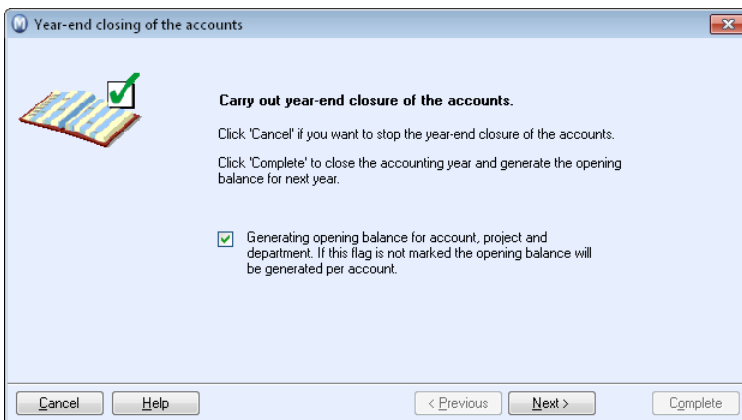 Year-end closing of the accounts
Carry out year-end closure of the accounts.
Click 'Cancel' if you want to stop the year-end closure of the accounts.
Click 'Complete' to close the accounting year and generate the opening
balance for next year.
Generating opening balance for account, project and
department. If this flag is not marked the opening balance will
be generated per account.
Cancel Help < Previous Next > Complete